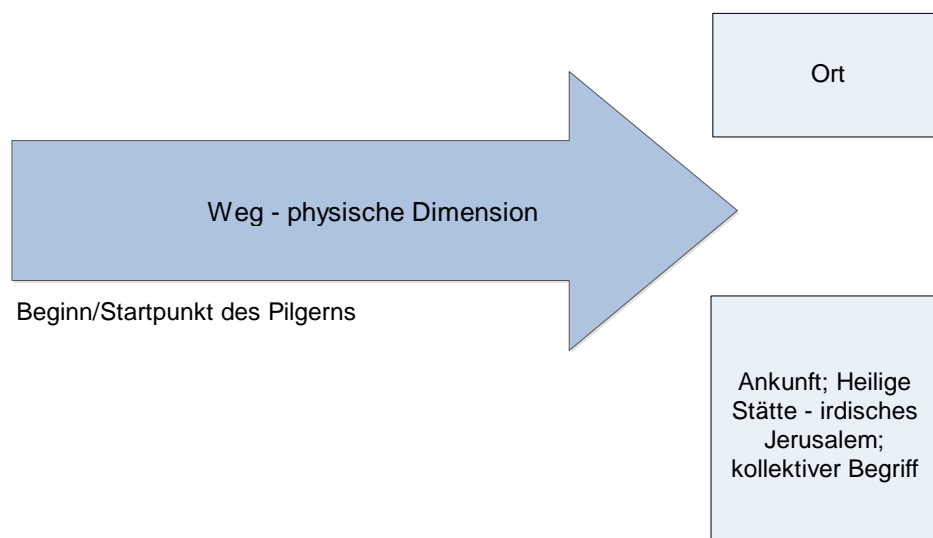 Ort
Weg - physische Dimension
Beginn/Startpunkt des Pilgerns
Ankunft; Heilige
Stätte - irdisches
Jerusalem;
kollektiver Begriff